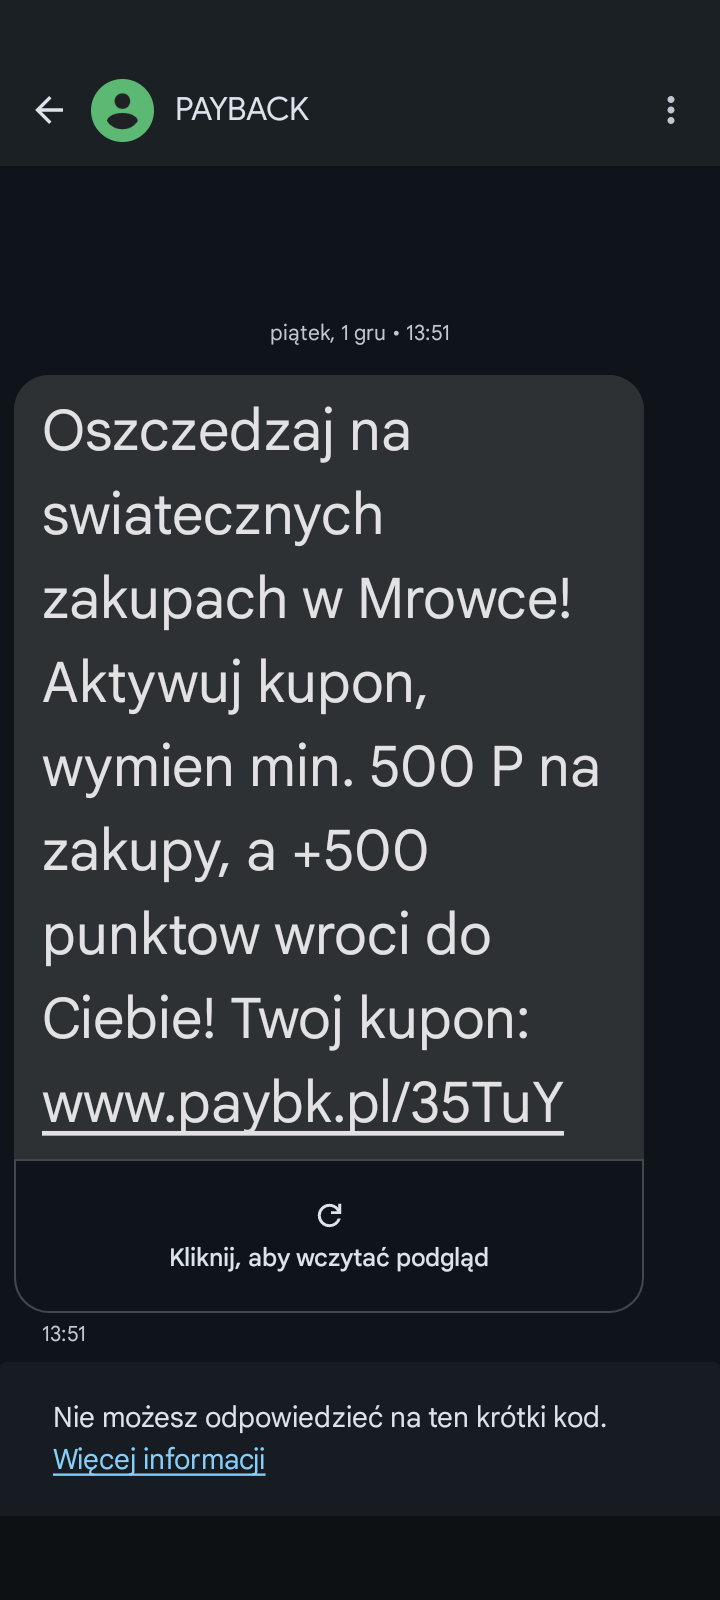 PAYBACK
piątek, 1 gru • 13:51
Oszczedzaj na
swiatecznych
zakupach w Mrowce!
Aktywuj kupon,
wymien min. 500 P na
zakupy, a +500
punktow wroci do
Ciebie! Twoj kupon:
www.paybk.pl/35TuY
Kliknij, aby wczytać podgląd
13:51
Nie możesz odpowiedzieć na ten krótki kod.
Więcej informacji